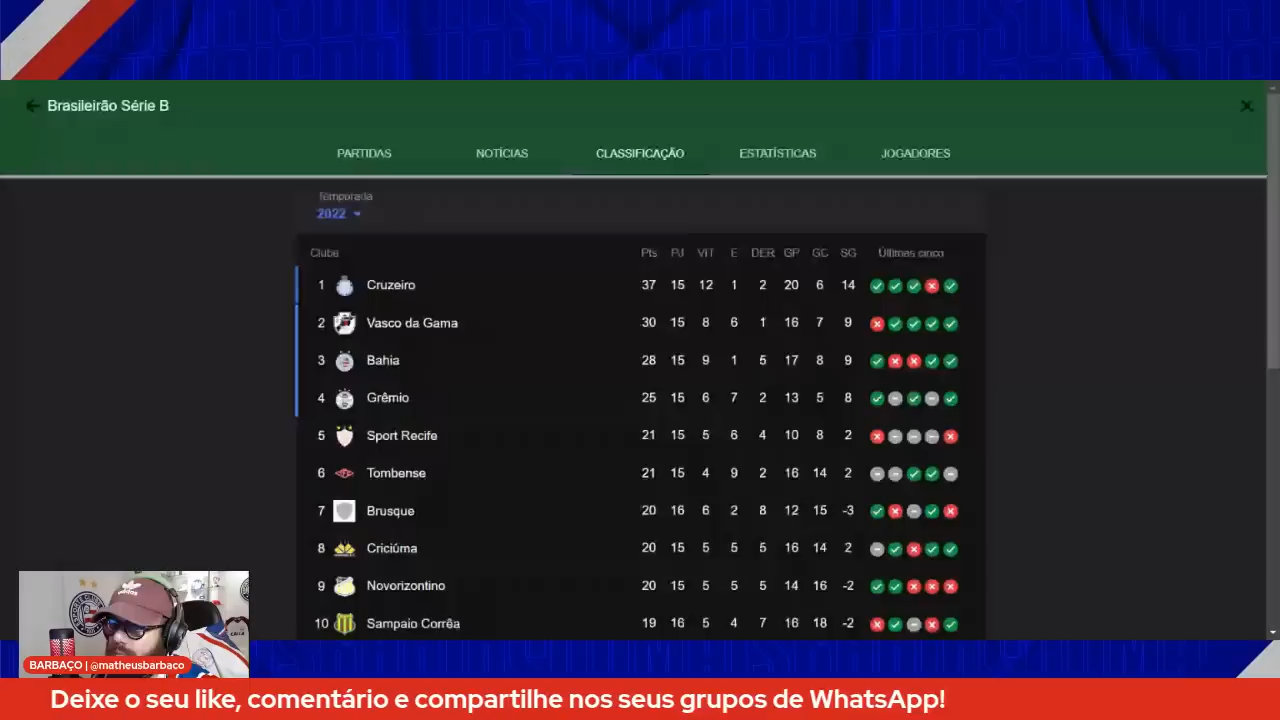 Brasileirão Série B
PARTIDAS NOTÍCIAS CLASSIFICAÇÃO ESTATÍSTICAS JOGADORES
Temporada
2022
Clube Pts PJ VIT E DER GP GC SG Últimas cinco
1 Cruzeiro 37 15 12 1 2 20 6 14
2 Vasco da Gama 30 15 8 6 1 16 7 9
3 Bahia 28 15 9 1 5 17 8 9
4 Grêmio 25 15 6 7 2 13 5 8
5 Sport Recife 21 15 5 6 4 10 8 2
6 Tombense 21 15 4 9 2 16 14 2
7 Brusque 20 16 6 2 8 12 15 -3
8 Criciúma 20 15 5 5 5 16 14 2
9 Novorizontino 20 15 5 5 5 14 16 -2
10 Sampaio Corrêa 19 16 5 4 7 16 18 -2
BARBAÇO | @matheusbarbaco
Deixe o seu like, comentário e compartilhe nos seus grupos de WhatsApp!